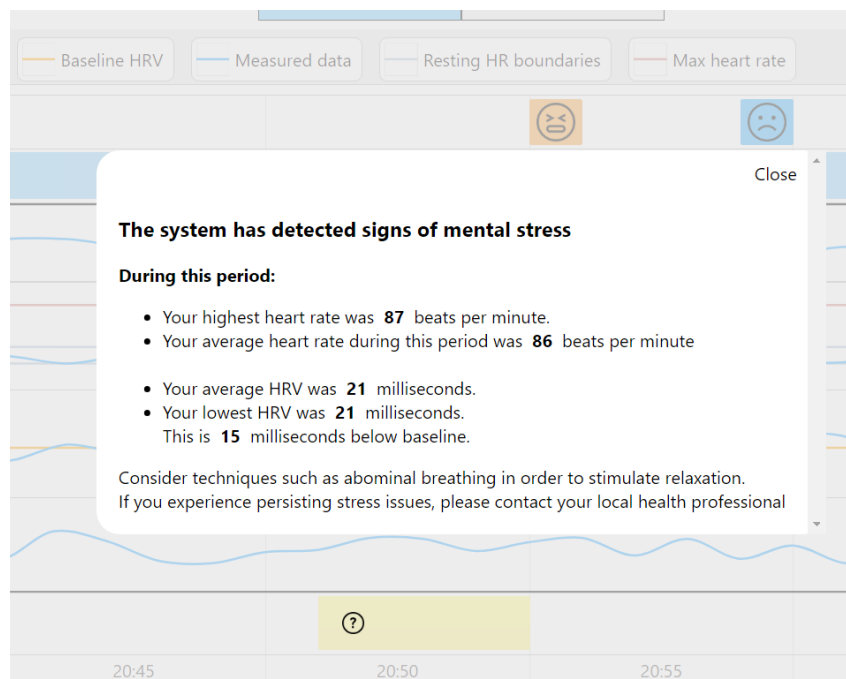 Baseline HRV Measured data Resting HR boundaries Max heart rate
Close
The system has detected signs of mental stress
During this period:
• Your highest heart rate was 87 beats per minute.
• Your average heart rate during this period was 86 beats per minute
• Your average HRV was 21 milliseconds.
• Your lowest HRV was 21 milliseconds.
This is 15 milliseconds below baseline.
Consider techniques such as abominal breathing in order to stimulate relaxation.
If you experience persisting stress issues, please contact your local health professional
?
20:45 20:50 20:55